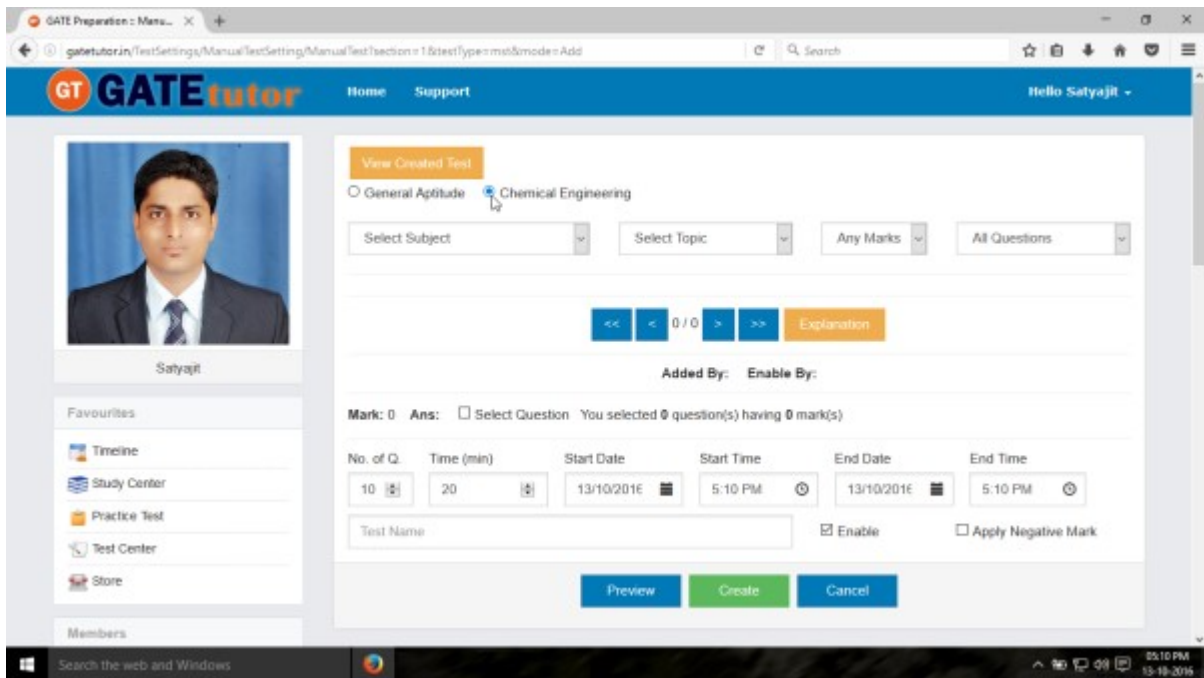 GATE Preparation :: Manu...
gatetutor.in/TestSettings/ManualTestSetting/ManualTest?section=1&testType=mst&mode=Add
Search
GT GATEtutor
Home Support
Hello Satyajit
View Created Test
General Aptitude Chemical Engineering
Select Subject Select Topic Any Marks All Questions
<< < 0 / 0 > >> Explanation
Satyajit
Added By: Enable By:
Favourites
Mark: 0 Ans: Select Question You selected 0 question(s) having 0 mark(s)
Timeline
Study Center
Practice Test
Test Center
Store
Members
No. of Q. Time (min) Start Date Start Time End Date End Time
10 20 13/10/2016 5:10 PM 13/10/2016 5:10 PM
Test Name Enable Apply Negative Mark
Preview Create Cancel
Search the web and Windows
05:10 PM
13-10-2016